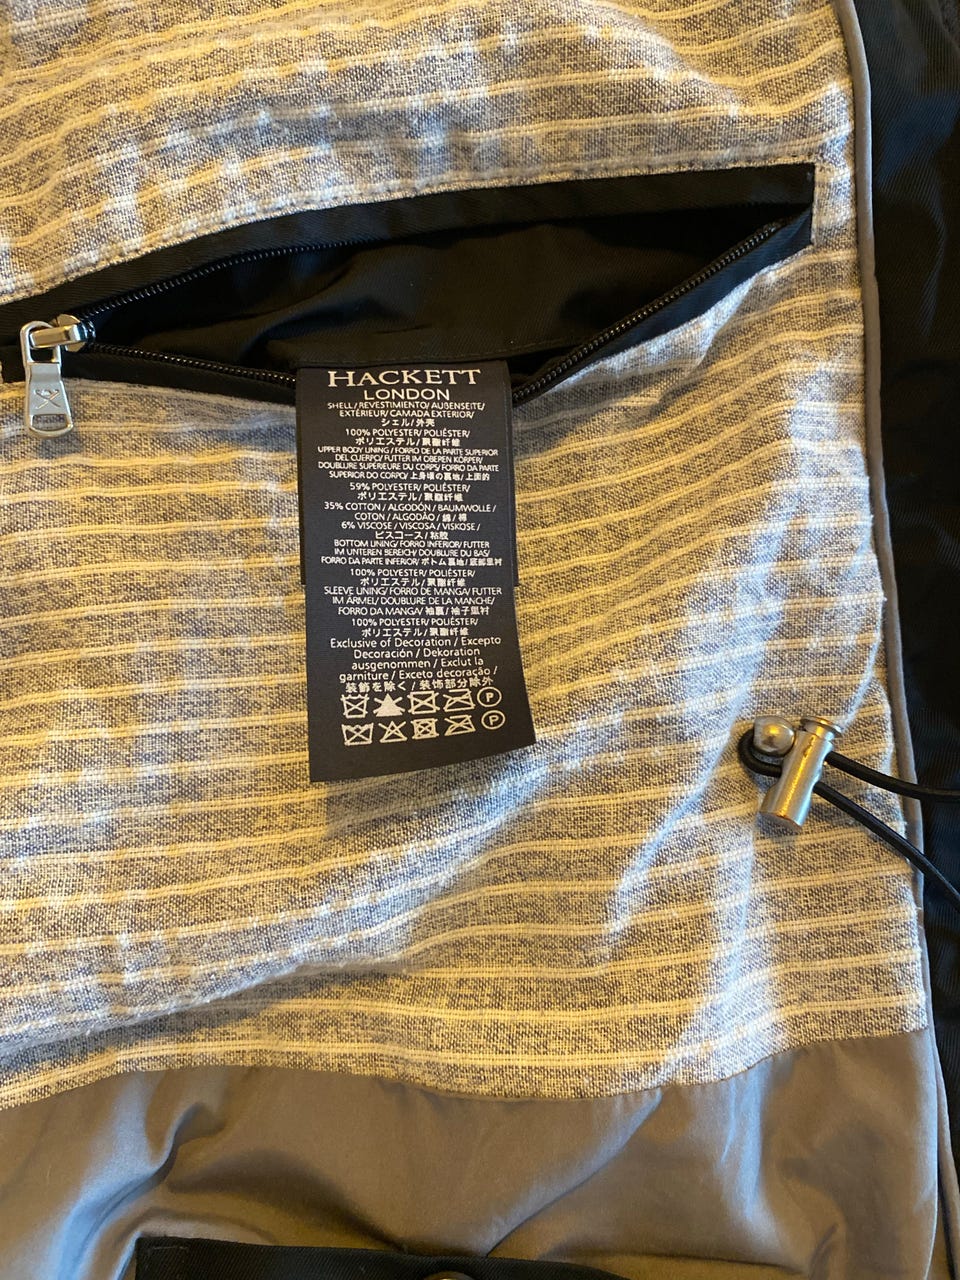 HACKETT
LONDON
SHELL / REVESTIMIENTO / AUßENSEITE /
EXTÉRIEUR / CAMADA EXTERIOR /
シェル / 外壳
100% POLYESTER / POLIÉSTER /
ポリエステル / 聚酯纤维
UPPER BODY LINING / FORRO DE LA PARTE SUPERIOR
DEL CUERPO / FUTTER IM OBEREN KÖRPER /
DOUBLURE SUPÉRIEURE DU CORPS / FORRO DA PARTE
SUPERIOR DO CORPO / 上身頃の裏地 / 上面的
59% POLYESTER / POLIÉSTER /
ポリエステル / 聚酯纤维
35% COTTON / ALGODÓN / BAUMWOLLE /
COTON / ALGODÃO / 綿 / 棉
6% VISCOSE / VISCOSA / VISKOSE /
ビスコース / 粘胶
BOTTOM LINING / FORRO INFERIOR / FUTTER
IM UNTEREN BEREICH / DOUBLURE DU BAS /
FORRO DA PARTE INFERIOR / ボトム裏地 / 底部里衬
100% POLYESTER / POLIÉSTER /
ポリエステル / 聚酯纤维
SLEEVE LINING / FORRO DE MANGA / FUTTER
IM ÄRMEL / DOUBLURE DE LA MANCHE /
FORRO DA MANGA / 袖裏 / 袖子里衬
100% POLYESTER / POLIÉSTER /
ポリエステル / 聚酯纤维
Exclusive of Decoration / Excepto
Decoración / Dekoration
ausgenommen / Exclut la
garniture / Exceto decoração /
装飾を除く / 装饰部分除外
P
P